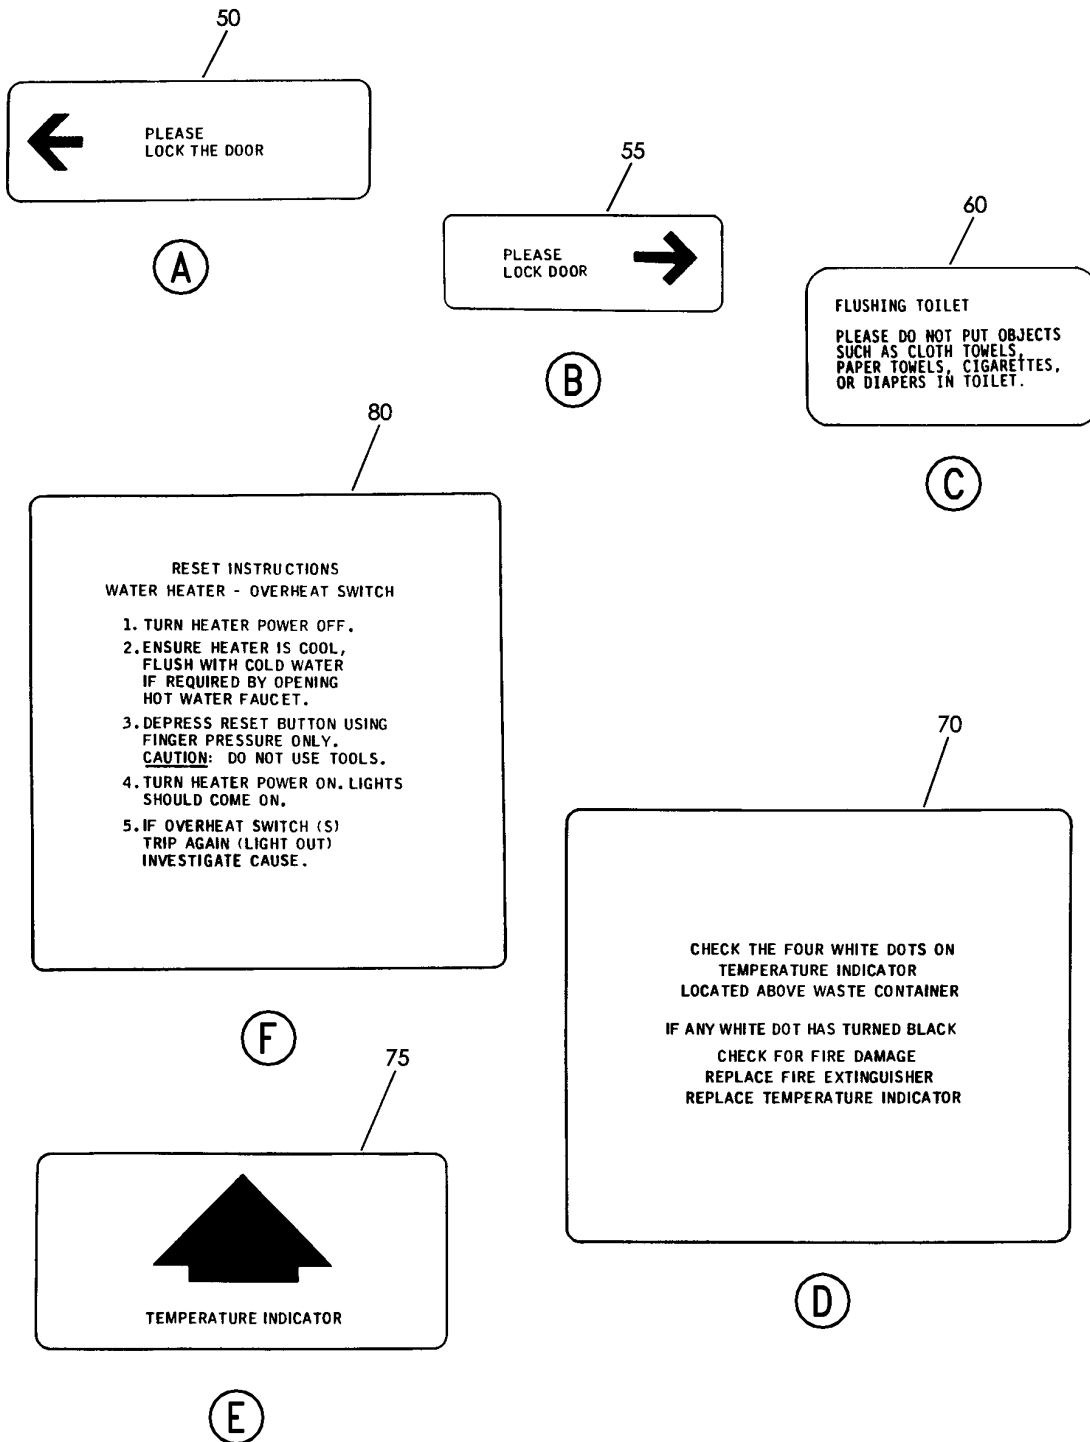 50
PLEASE
LOCK THE DOOR
A
55
PLEASE
LOCK DOOR
B
60
FLUSHING TOILET
PLEASE DO NOT PUT OBJECTS
SUCH AS CLOTH TOWELS,
PAPER TOWELS, CIGARETTES,
OR DIAPERS IN TOILET.
C
80
RESET INSTRUCTIONS
WATER HEATER - OVERHEAT SWITCH
1. TURN HEATER POWER OFF.
2. ENSURE HEATER IS COOL,
FLUSH WITH COLD WATER
IF REQUIRED BY OPENING
HOT WATER FAUCET.
3. DEPRESS RESET BUTTON USING
FINGER PRESSURE ONLY.
CAUTION: DO NOT USE TOOLS.
4. TURN HEATER POWER ON. LIGHTS
SHOULD COME ON.
5. IF OVERHEAT SWITCH (S)
TRIP AGAIN (LIGHT OUT)
INVESTIGATE CAUSE.
F
70
CHECK THE FOUR WHITE DOTS ON
TEMPERATURE INDICATOR
LOCATED ABOVE WASTE CONTAINER
IF ANY WHITE DOT HAS TURNED BLACK
CHECK FOR FIRE DAMAGE
REPLACE FIRE EXTINGUISHER
REPLACE TEMPERATURE INDICATOR
D
75
TEMPERATURE INDICATOR
E